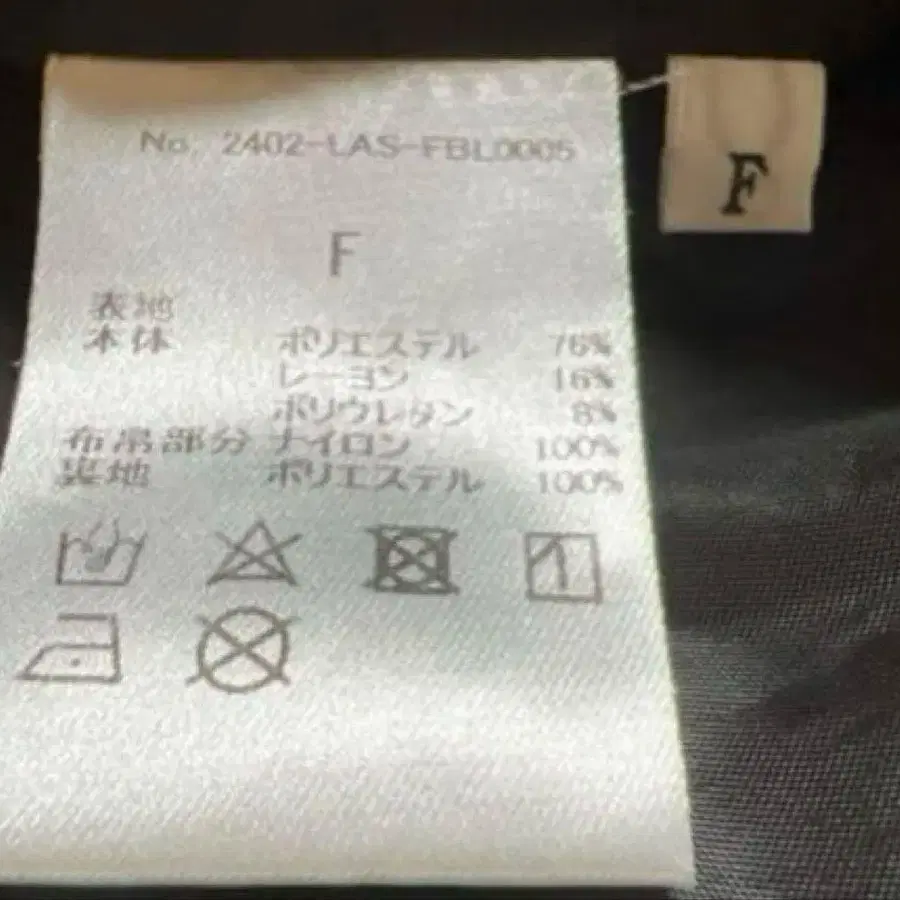 No. 2402-LAS-FBL0005
F
F
表地
本体 ポリエステル 76%
レーヨン 16%
ポリウレタン 8%
布帛部分 ナイロン 100%
裏地 ポリエステル 100%